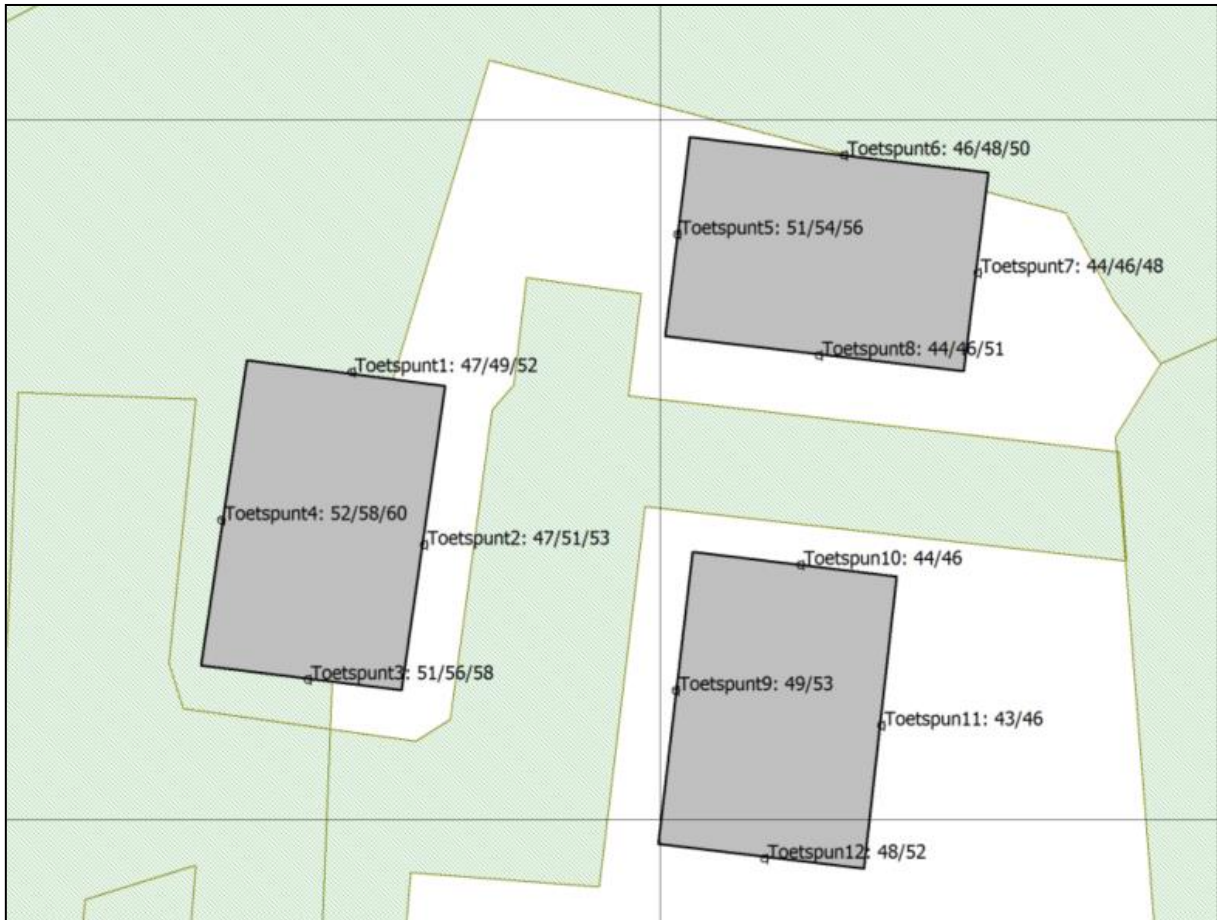 Toetspunt6: 46/48/50
Toetspunt5: 51/54/56
Toetspunt7: 44/46/48
Toetspunt8: 44/46/51
Toetspunt1: 47/49/52
Toetspunt4: 52/58/60
Toetspunt2: 47/51/53
Toetspun10: 44/46
Toetspunt3: 51/56/58
Toetspunt9: 49/53
Toetspun11: 43/46
Toetspun12: 48/52